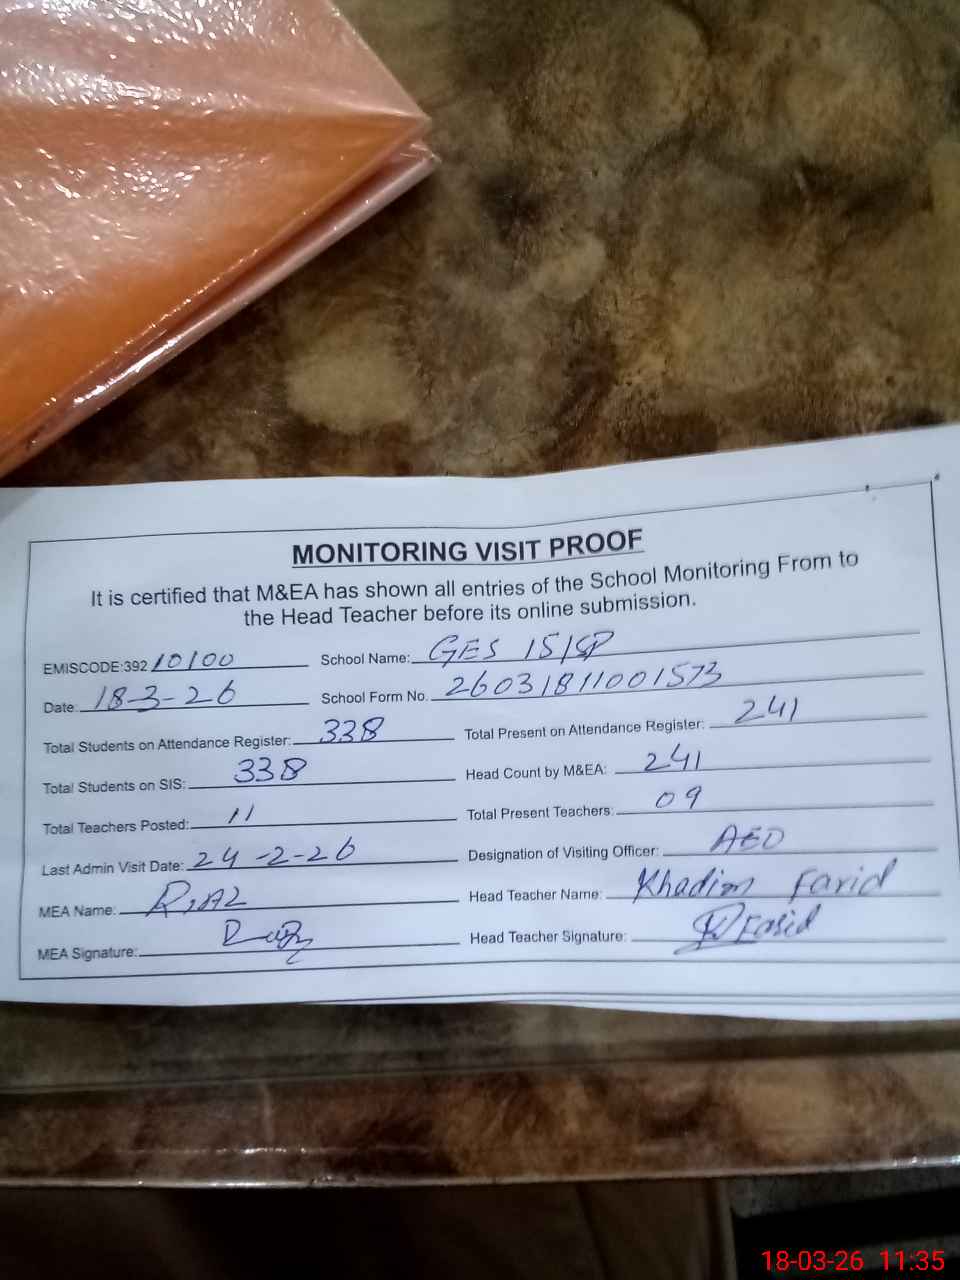 MONITORING VISIT PROOF
It is certified that M&EA has shown all entries of the School Monitoring From to
the Head Teacher before its online submission.
EMISCODE:392 10100 School Name: GES 15/SP
Date: 18-3-26 School Form No. 26031811001573
Total Students on Attendance Register: 338 Total Present on Attendance Register: 241
Total Students on SIS: 338 Head Count by M&EA: 241
Total Teachers Posted: 11 Total Present Teachers: 09
Last Admin Visit Date: 24-2-26 Designation of Visiting Officer: AEO
MEA Name: Riaz Head Teacher Name: Khadim Farid
MEA Signature: Head Teacher Signature: Farid
18-03-26 11:35